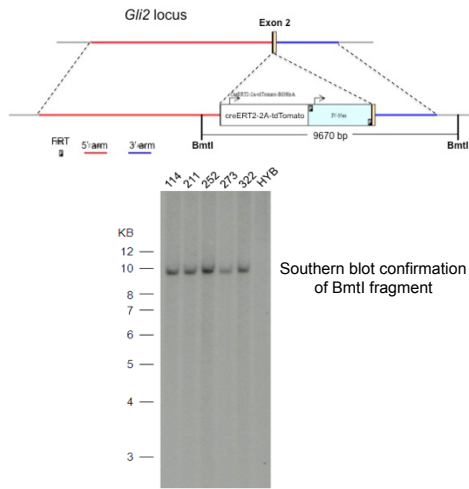 Gli2 locus
Exon 2
creERT2-2A-tdTomato
9670 bp
FRT
5'-arm
3'-arm
BmtI
BmtI
114
211
252
273
322
HYB
KB
12
10
8
7
6
5
4
3
Southern blot confirmation
of BmtI fragment